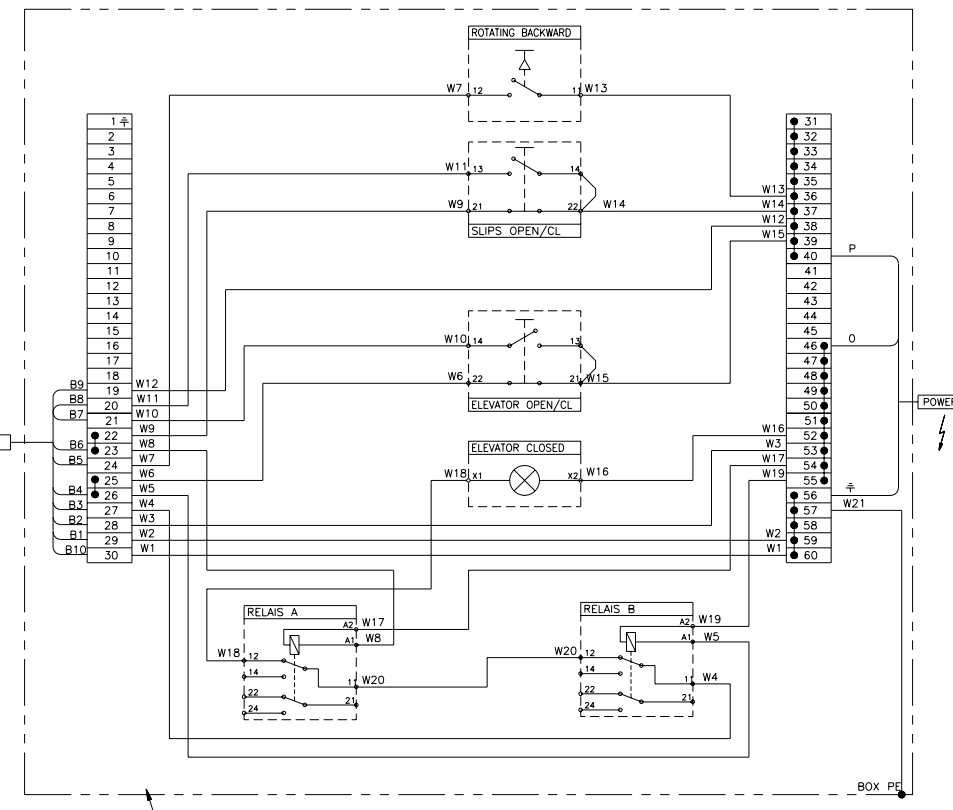 ROTATING BACKWARD
W7 12 11 W13
W11 13 14
W9 21 22 W14
SLIPS OPEN/CL
W10 14 13
W6 22 21 W15
ELEVATOR OPEN/CL
ELEVATOR CLOSED
W18 X1 X2 W16
1
2
3
4
5
6
7
8
9
10
11
12
13
14
15
16
17
18
B9 19 W12
B8 20 W11
B7 21 W10
22 W9
B6 23 W8
B5 24 W7
25 W6
B4 26 W5
B3 27 W4
B2 28 W3
B1 29 W2
B10 30 W1
31
32
33
34
35
W13 36
W14 37
W12 38
W15 39
40 P
41
42
43
44
45
46 O
47
48
49
50
51
W16 52
W3 53
W17 54
W19 55
56
57 W21
58
W2 59
W1 60
POWER
RELAIS A
A2 W17
A1 W8
W18 12
14
11 W20
22
21
24
RELAIS B
A2 W19
A1 W5
W20 12
14
11 W4
22
21
24
BOX PE